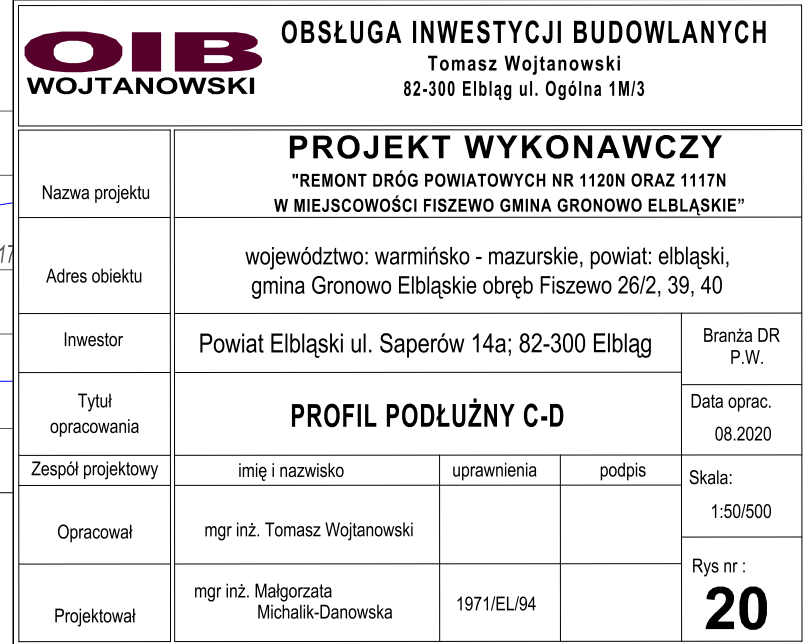 OIB
WOJTANOWSKI
OBSŁUGA INWESTYCJI BUDOWLANYCH
Tomasz Wojtanowski
82-300 Elbląg ul. Ogólna 1M/3
Nazwa projektu
PROJEKT WYKONAWCZY
"REMONT DRÓG POWIATOWYCH NR 1120N ORAZ 1117N
W MIEJSCOWOŚCI FISZEWO GMINA GRONOWO ELBLĄSKIE”
17
Adres obiektu
województwo: warmińsko - mazurskie, powiat: elbląski,
gmina Gronowo Elbląskie obręb Fiszewo 26/2, 39, 40
Inwestor
Powiat Elbląski ul. Saperów 14a; 82-300 Elbląg
Branża DR
P.W.
Tytuł
opracowania
PROFIL PODŁUŻNY C-D
Data oprac.
08.2020
Zespół projektowy
imię i nazwisko
uprawnienia
podpis
Skala:
1:50/500
Opracował
mgr inż. Tomasz Wojtanowski
Rys nr :
20
Projektował
mgr inż. Małgorzata
Michalik-Danowska
1971/EL/94